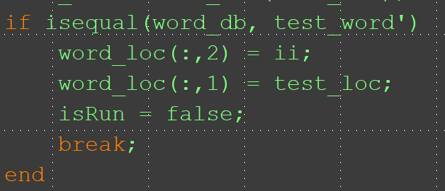 if isequal(word_db, test_word')
word_loc(:,2) = ii;
word_loc(:,1) = test_loc;
isRun = false;
break;
end